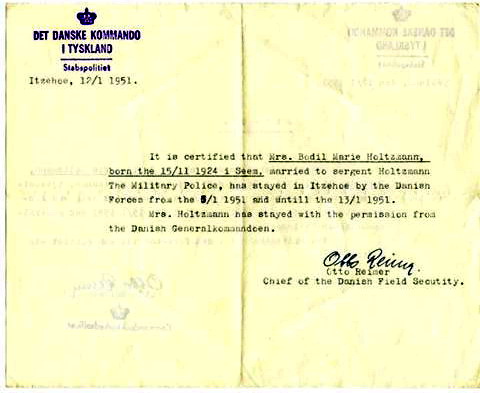 DET DANSKE KOMMANDO
I TYSKLAND
Stabspolitiet
Itzehoe, 12/1 1951.
It is certified that Mrs. Bodil Marie Holtzmann,
born the 15/11 1924 i Seem, married to sergent Holtzmann
The Military Police, has stayed in Itzehoe by the Danish
Forces from the 5/1 1951 and untill the 13/1 1951.
Mrs. Holtzmann has stayed with the permission from
the Danish Generalkommandoen.
Otto Reimer
Otto Reimer
Chief of the Danish Field Secutity.